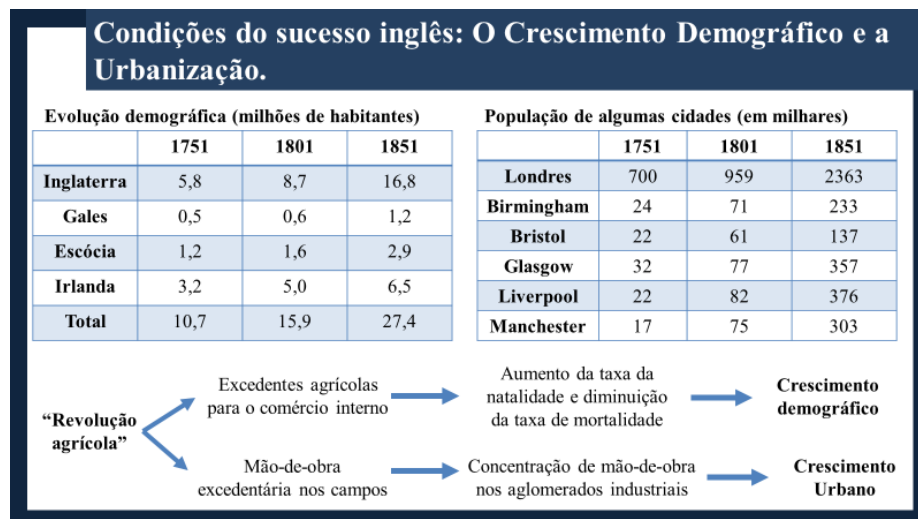 Condições do sucesso inglês: O Crescimento Demográfico e a
Urbanização.
Evolução demográfica (milhões de habitantes)
1751 1801 1851
Inglaterra 5,8 8,7 16,8
Gales 0,5 0,6 1,2
Escócia 1,2 1,6 2,9
Irlanda 3,2 5,0 6,5
Total 10,7 15,9 27,4
População de algumas cidades (em milhares)
1751 1801 1851
Londres 700 959 2363
Birmingham 24 71 233
Bristol 22 61 137
Glasgow 32 77 357
Liverpool 22 82 376
Manchester 17 75 303
“Revolução
agrícola”
Excedentes agrícolas
para o comércio interno
Aumento da taxa da
natalidade e diminuição
da taxa de mortalidade
Crescimento
demográfico
Mão-de-obra
excedentária nos campos
Concentração de mão-de-obra
nos aglomerados industriais
Crescimento
Urbano